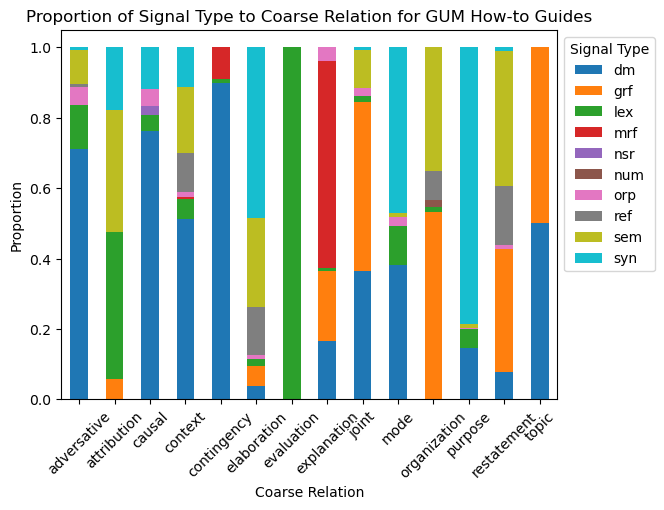 Proportion of Signal Type to Coarse Relation for GUM How-to Guides
Proportion
1.0
0.8
0.6
0.4
0.2
0.0
adversative
attribution
causal
context
contingency
elaboration
evaluation
explanation
joint
mode
organization
purpose
restatement
topic
Coarse Relation
Signal Type
dm
grf
lex
mrf
nsr
num
orp
ref
sem
syn